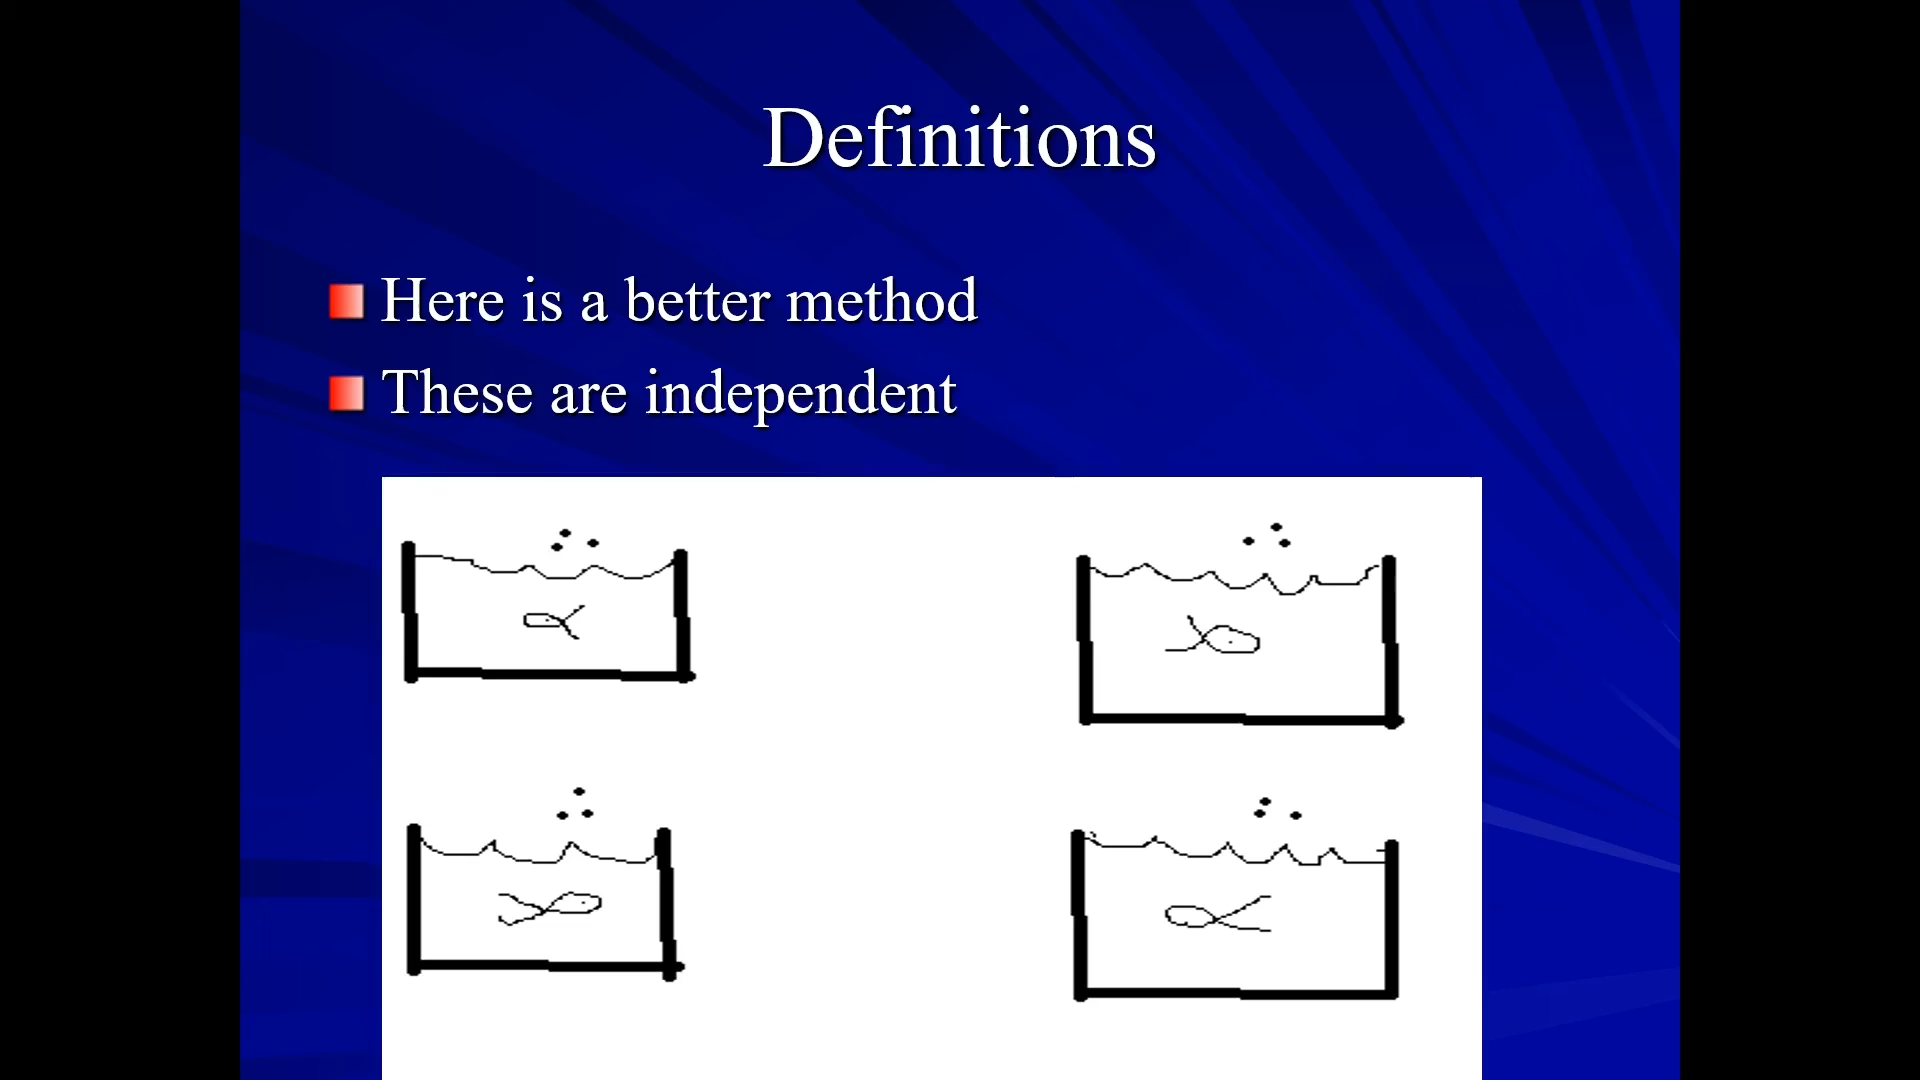 Definitions
Here is a better method
These are independent